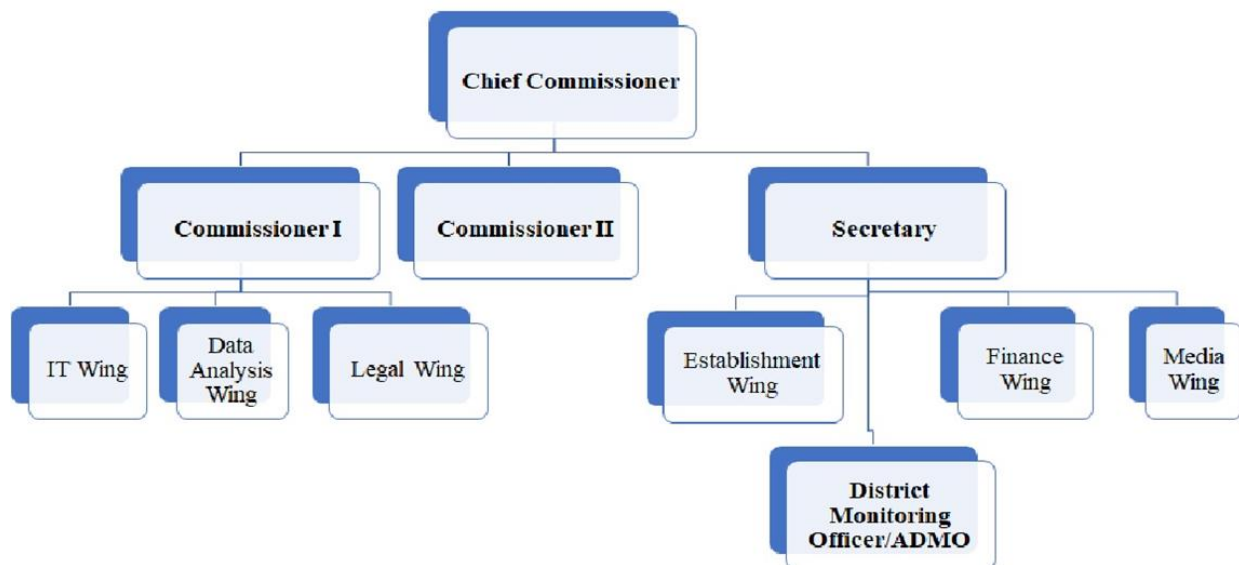 Chief Commissioner
Commissioner I
Commissioner II
Secretary
IT Wing
Data
Analysis
Wing
Legal Wing
Establishment
Wing
Finance
Wing
Media
Wing
District
Monitoring
Officer/ADMO